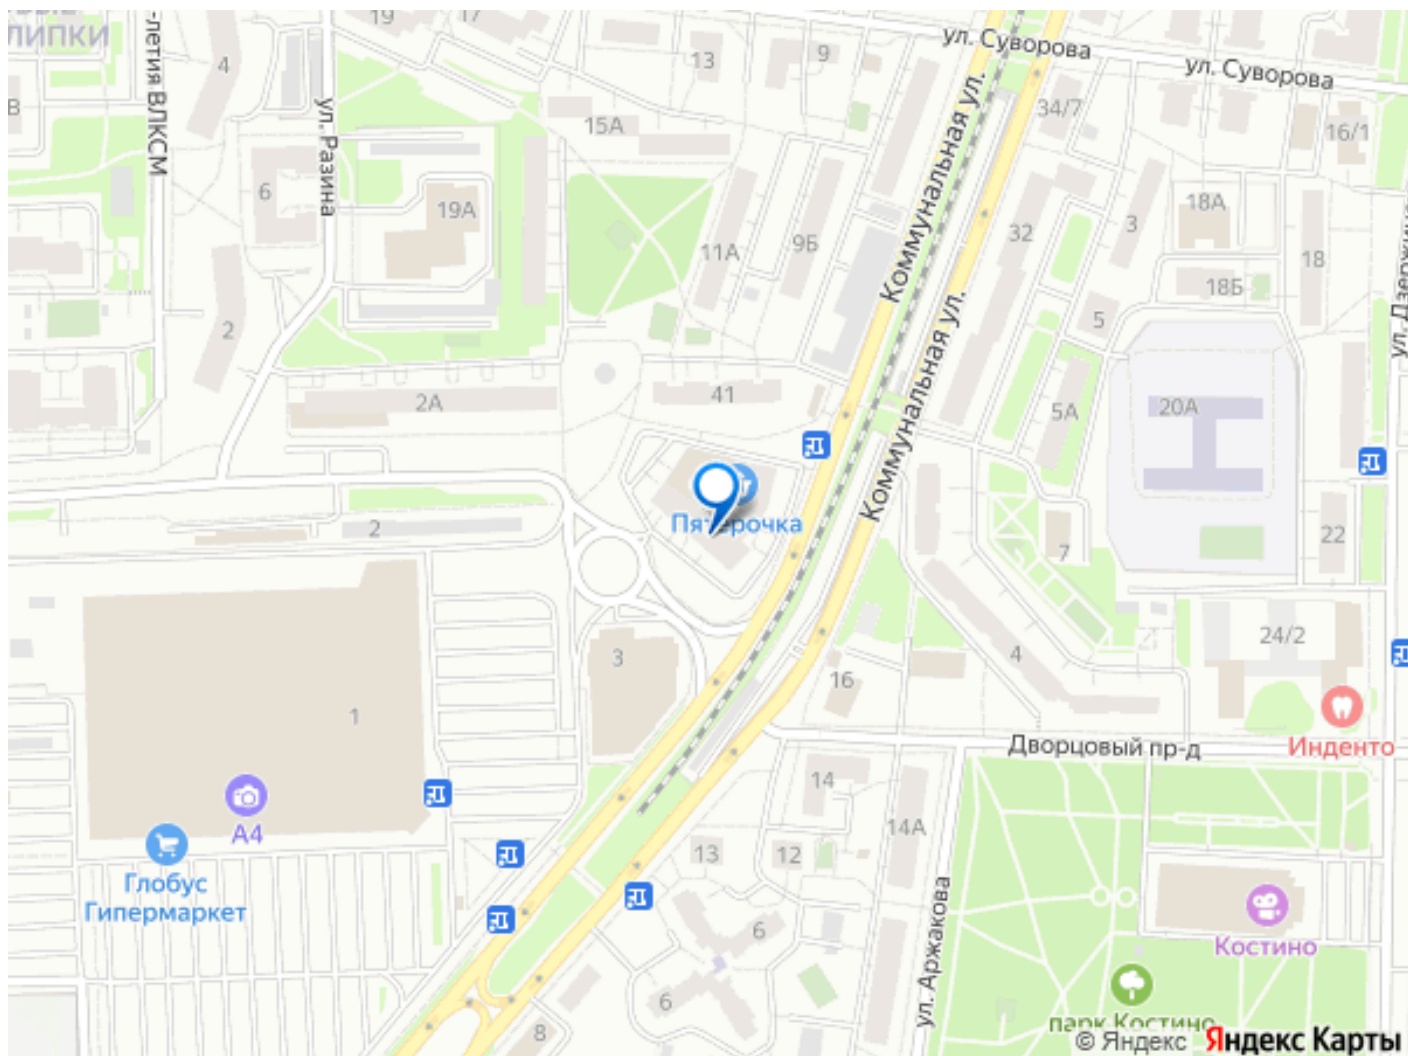 ЛИПКИ
-летия ВЛКСМ
4
19
17
ул. Разина
13
9
ул. Суворова
ул. Суворова
Коммунальная ул.
34/7
16/1
В
15А
6
19А
11А
9Б
32
3
18А
18
18Б
5
ул. Дзержинс
2
Коммунальная ул.
2А
41
5А
20А
Пятёрочка
2
7
22
3
4
24/2
16
1
Дворцовый пр-д
Инденто
14
А4
14А
13
12
Глобус
Гипермаркет
6
6
8
ул. Аржакова
Костино
парк Костино
© Яндекс Яндекс Карты